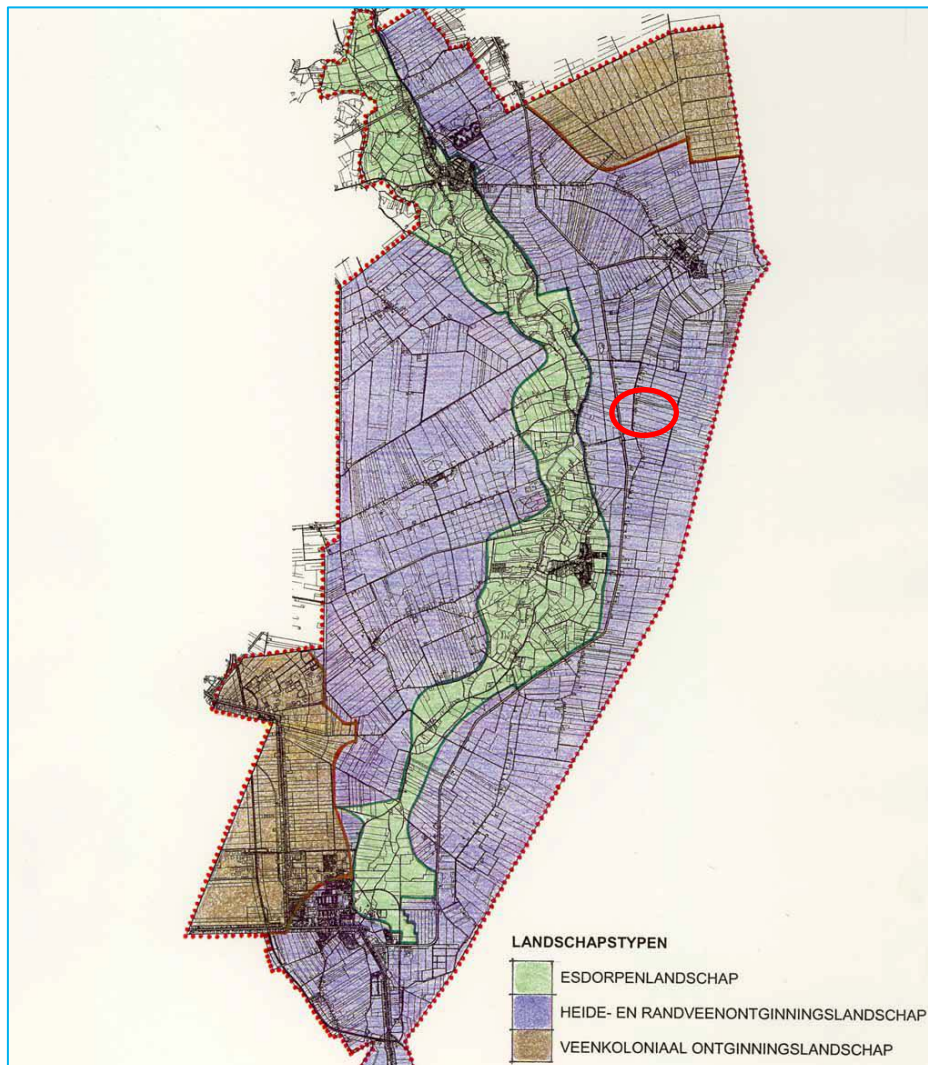 LANDSCHAPSTYPEN
ESDORPENLANDSCHAP
HEIDE- EN RANDVEENONTGINNINGSLANDSCHAP
VEENKOLONIAAL ONTGINNINGSLANDSCHAP